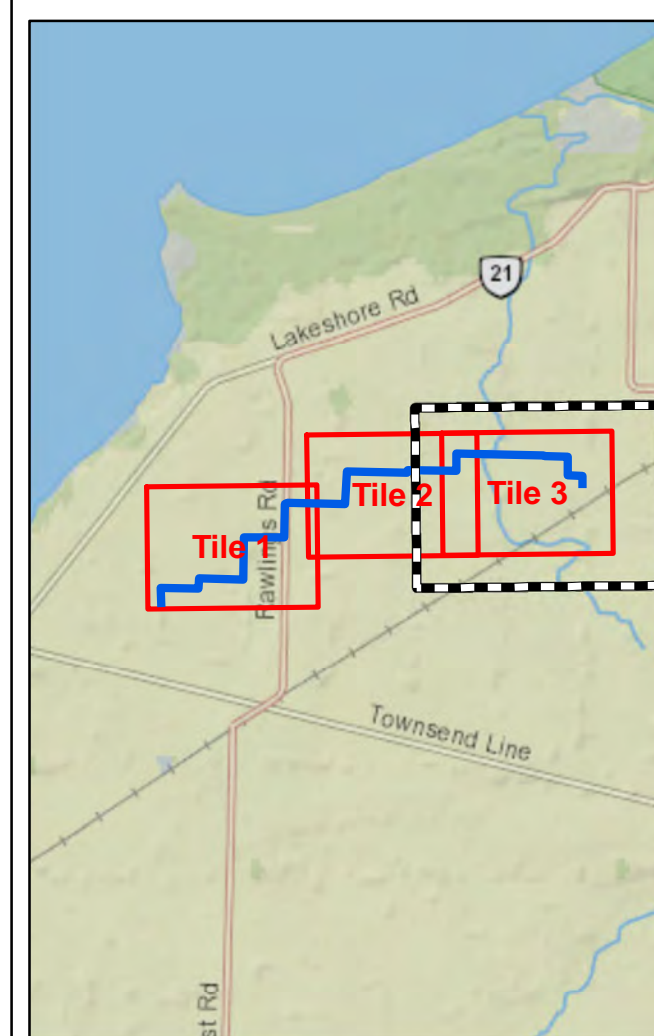 21
Lakeshore Rd
Tile 2
Tile 3
Tile 1
Rawlings Rd
Townsend Line
st Rd